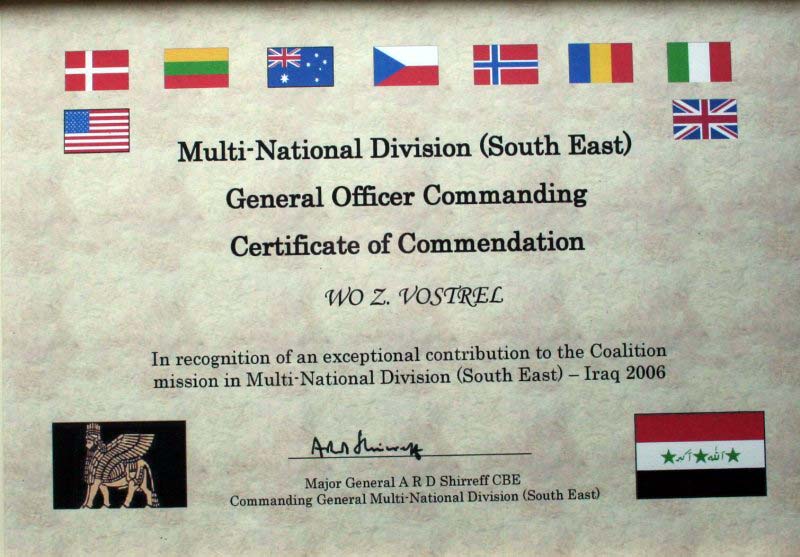 Multi-National Division (South East)
General Officer Commanding
Certificate of Commendation
WO Z. VOSTREL
In recognition of an exceptional contribution to the Coalition
mission in Multi-National Division (South East) – Iraq 2006
ARD Shirreff
Major General A R D Shirreff CBE
Commanding General Multi-National Division (South East)
الله اكبر